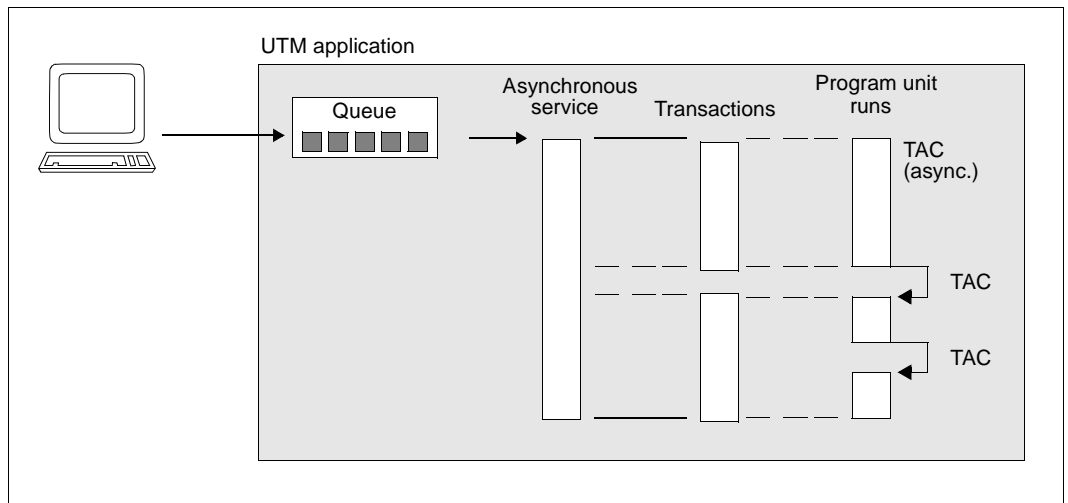 UTM application
Queue
Asynchronous
service
Transactions
Program unit
runs
TAC
(async.)
TAC
TAC